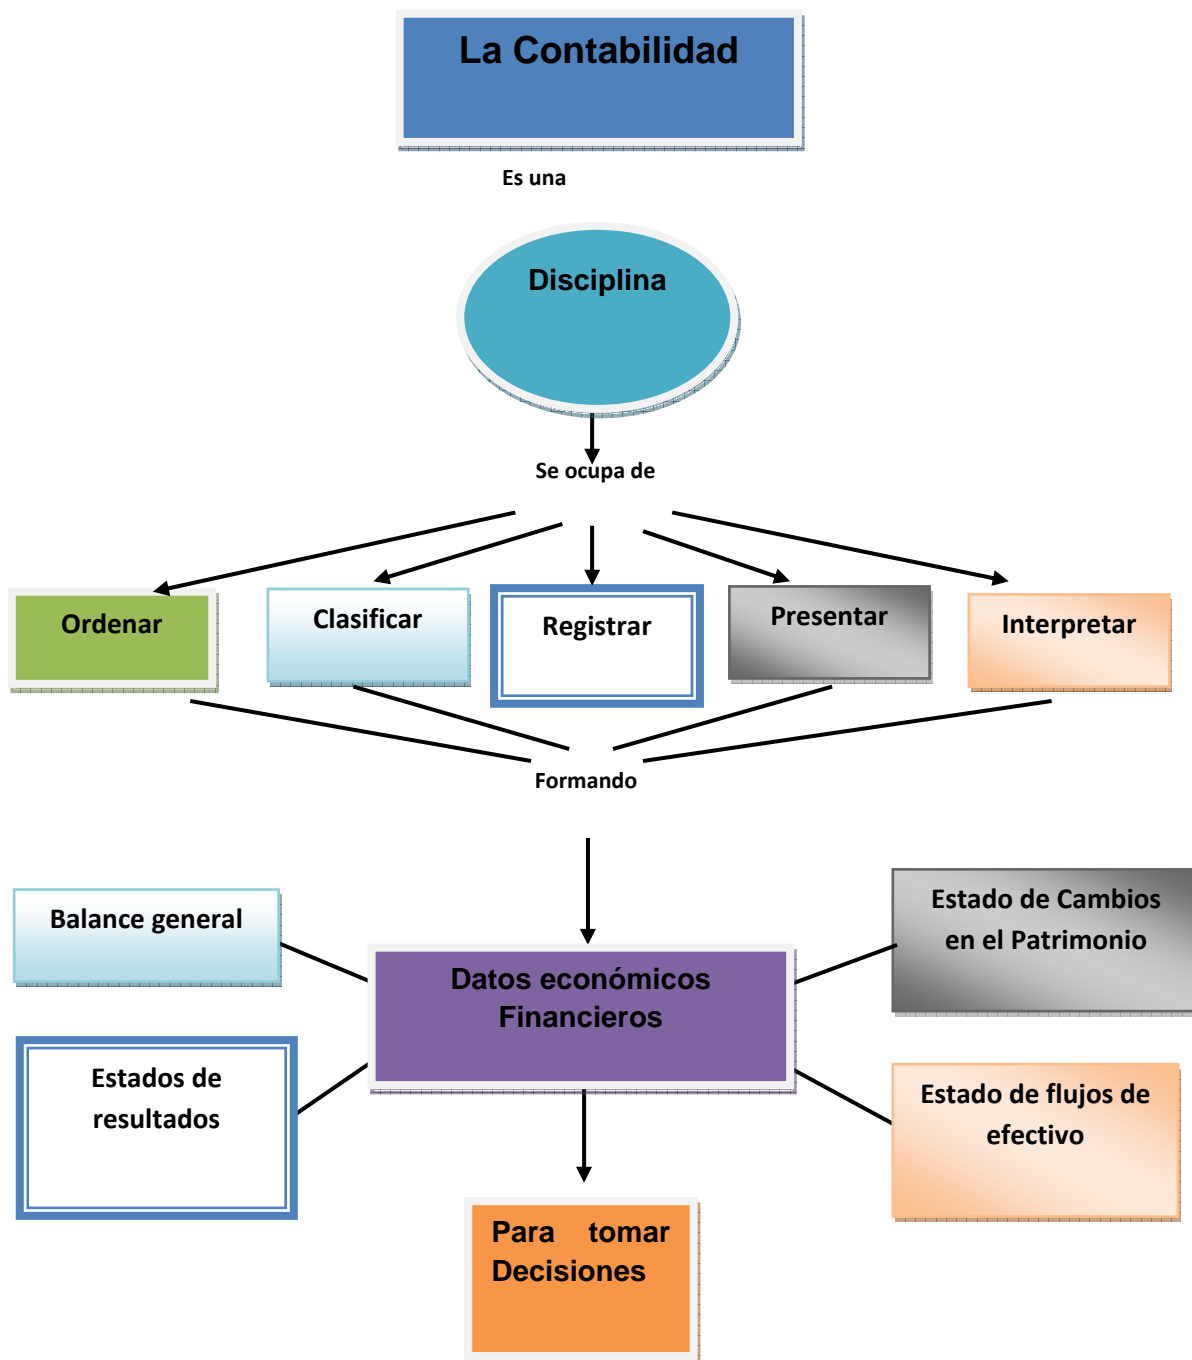 La Contabilidad
Es una
Disciplina
Se ocupa de
Ordenar
Clasificar
Registrar
Presentar
Interpretar
Formando
Balance general
Estado de Cambios
en el Patrimonio
Datos económicos
Financieros
Estados de
resultados
Estado de flujos de
efectivo
Para tomar
Decisiones